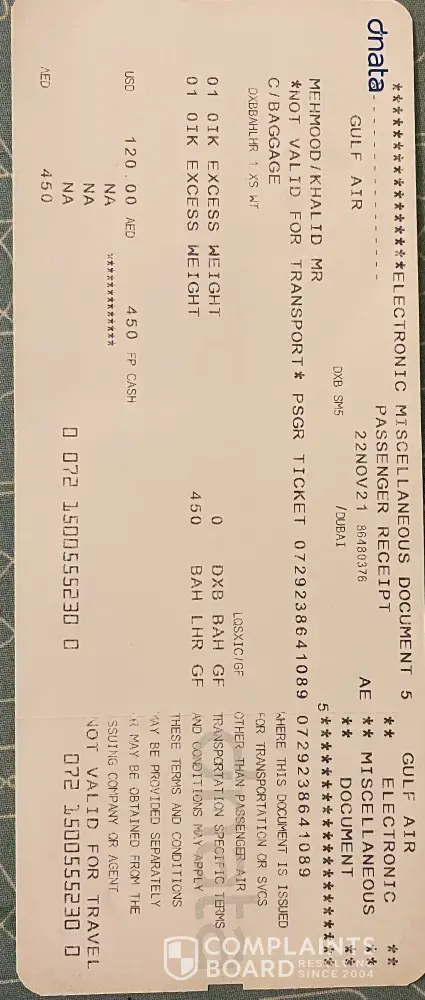 dnata
******************ELECTRONIC MISCELLANEOUS DOCUMENT 5
PASSENGER RECEIPT
GULF AIR
22NOV21 86480376
AE
DXB SM5
/DUBAI
MEHMOOD/KHALID MR
*NOT VALID FOR TRANSPORT* PSGR TICKET 0729238641089
C/BAGGAGE
DXBBAHLHR 1 XS WT
LQSXIC/GF
01 0IK EXCESS WEIGHT 0 DXB BAH GF
01 0IK EXCESS WEIGHT 450 BAH LHR GF
USD 120.00 AED 450 FP CASH
NA **************
NA
NA
AED 450
0 072 1500555230 0
GULF AIR
** ELECTRONIC **
** MISCELLANEOUS **
** DOCUMENT **
5******************
0729238641089
WHERE THIS DOCUMENT IS ISSUED
FOR TRANSPORTATION OR SVCS
OTHER THAN PASSENGER AIR
TRANSPORTATION SPECIFIC TERMS
AND CONDITIONS MAY APPLY
THESE TERMS AND CONDITIONS
MAY BE PROVIDED SEPARATELY
OR MAY BE OBTAINED FROM THE
ISSUING COMPANY OR AGENT
NOT VALID FOR TRAVEL
072 1500555230 0
COMPLAINTS
BOARD RESOLVING
SINCE 2004